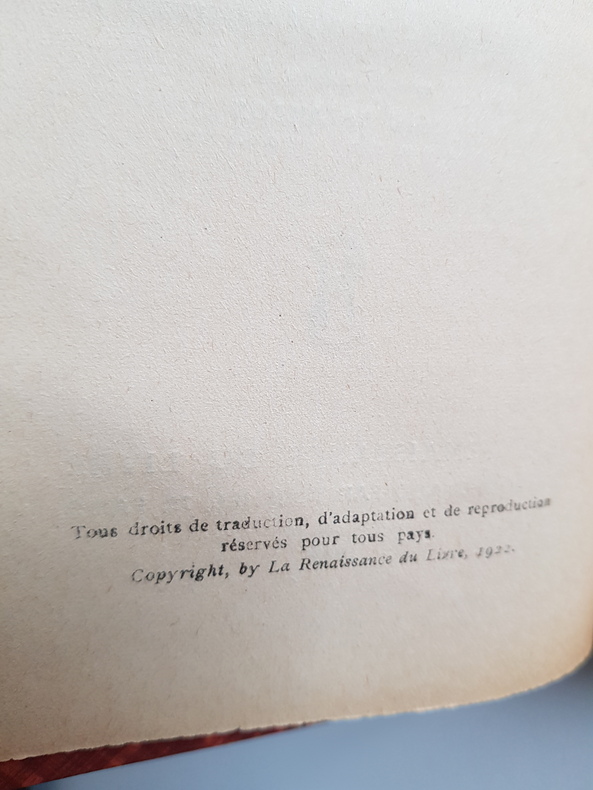 Tous droits de traduction, d'adaptation et de reproduction
réservés pour tous pays.
Copyright, by La Renaissance du Livre, 1922.